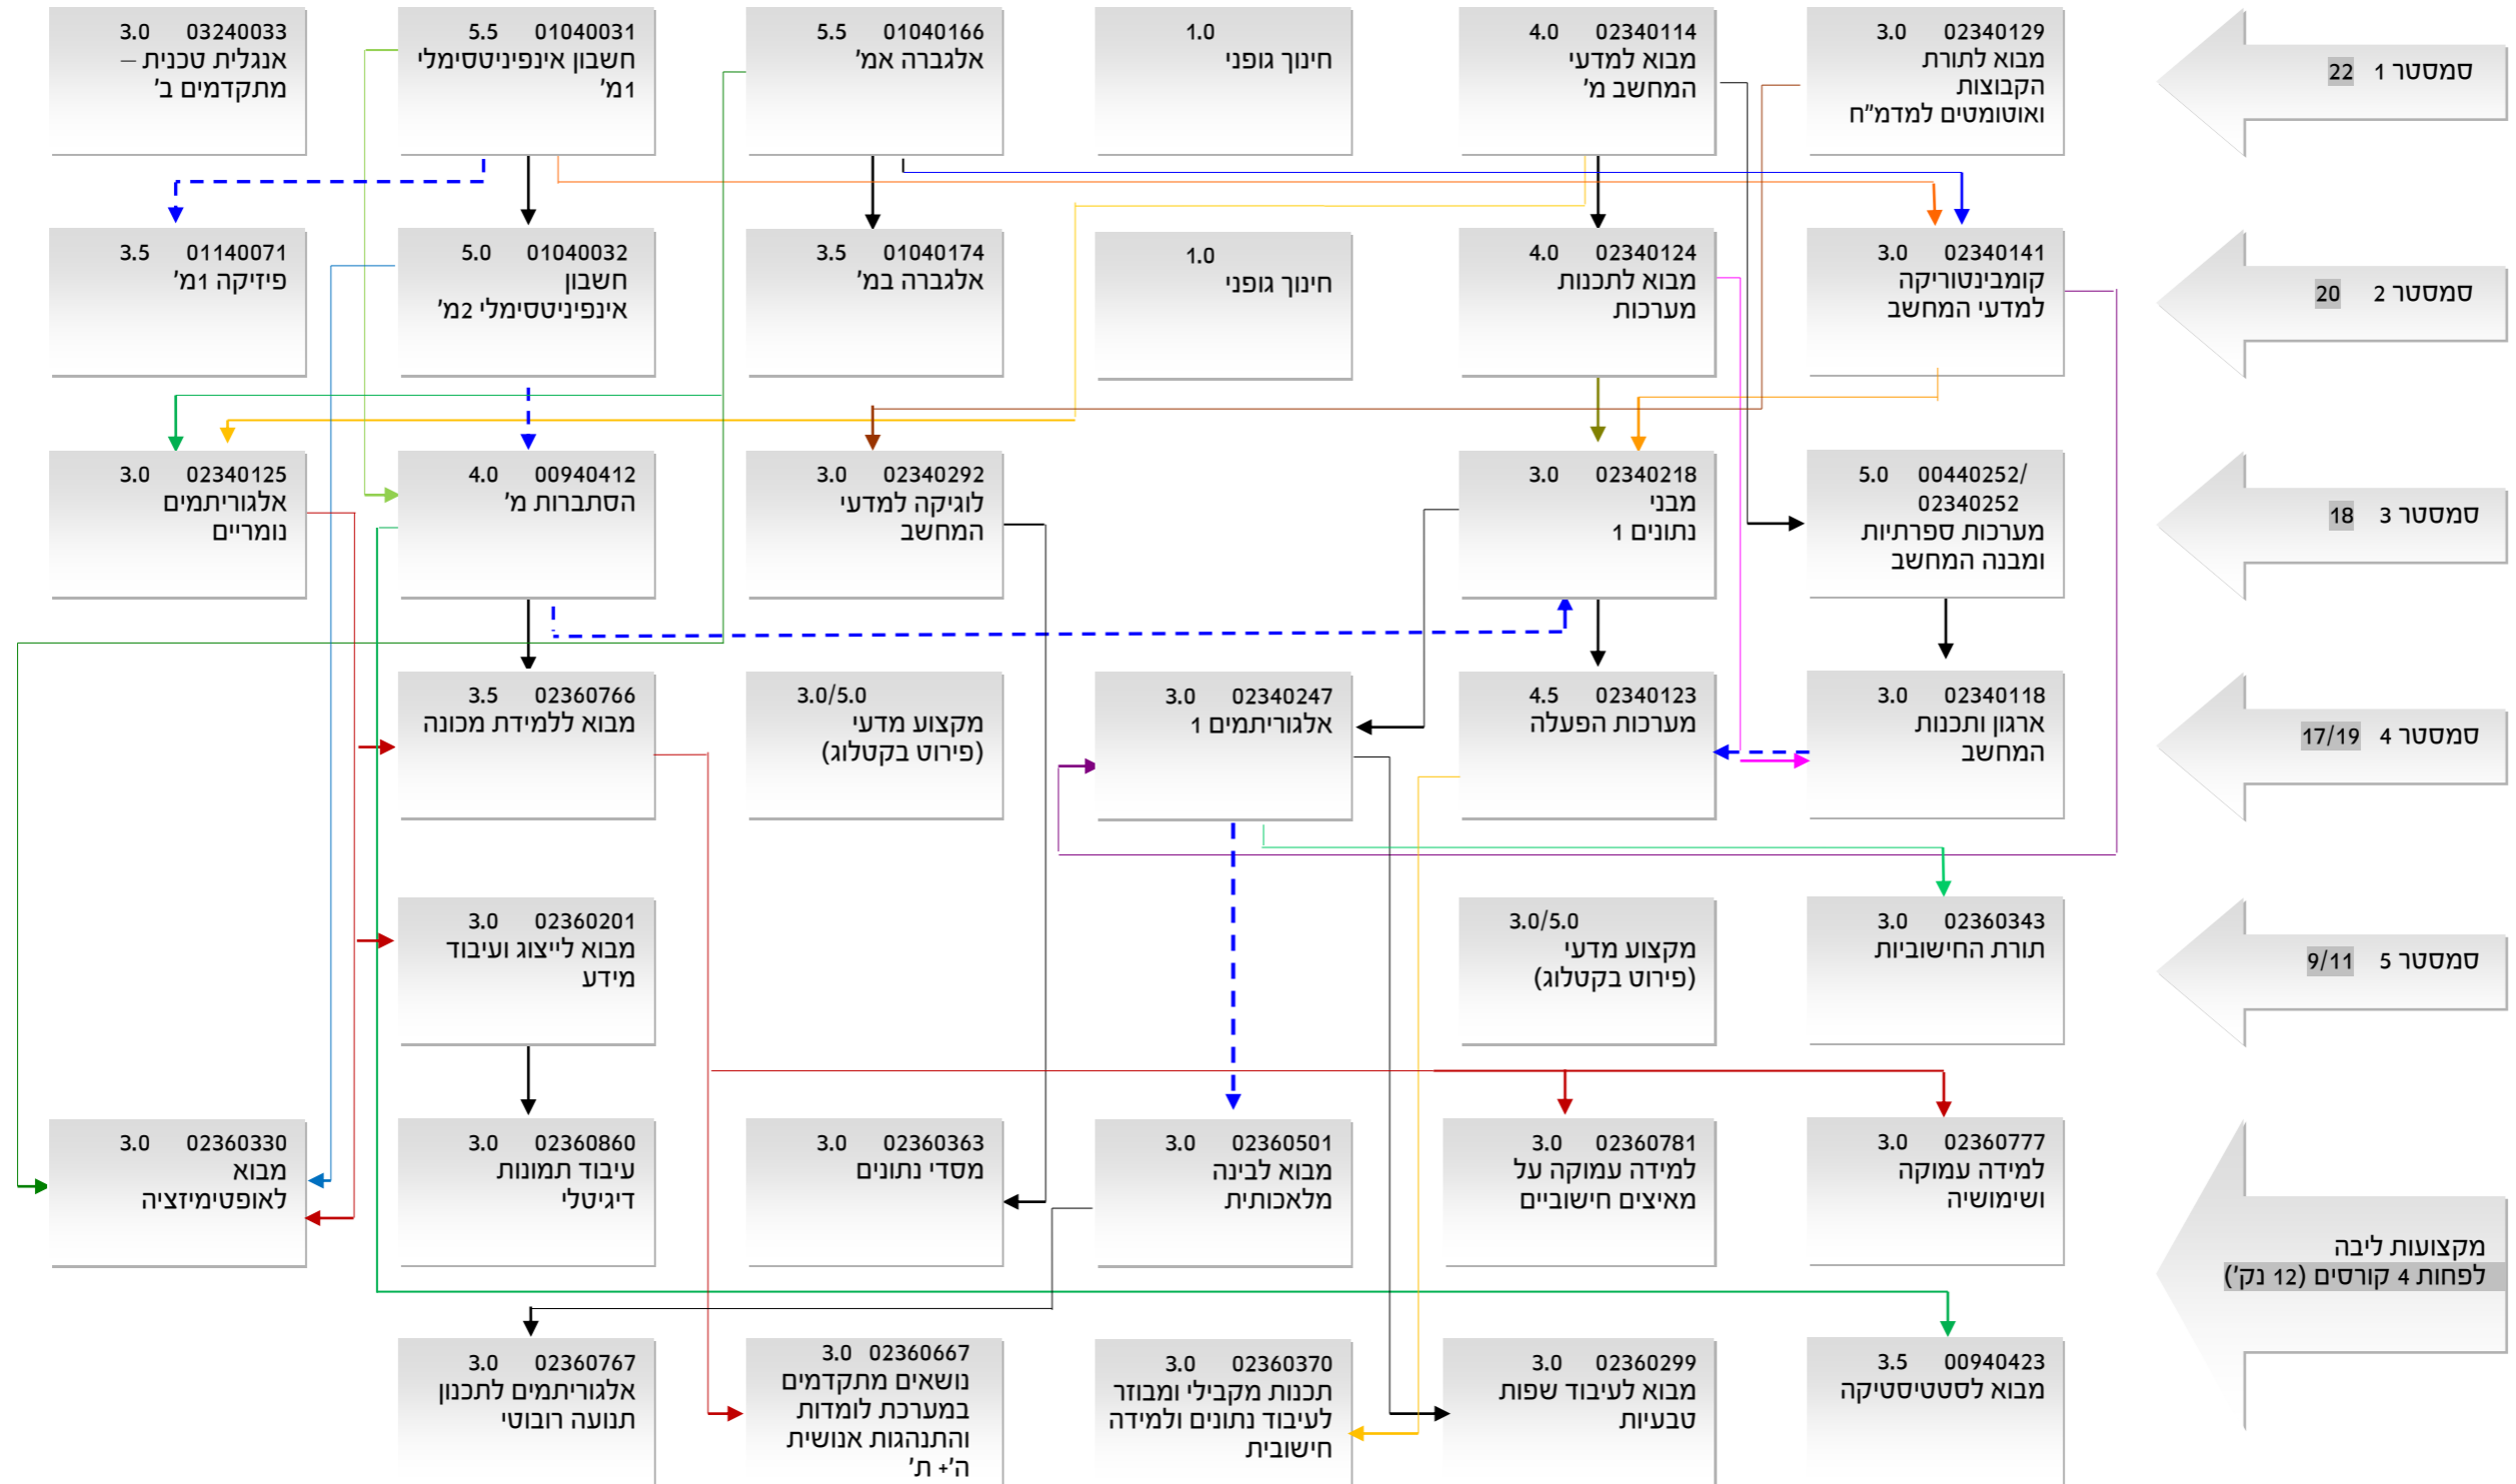 סמסטר 1 22
02340129 3.0
מבוא לתורת
הקבוצות
ואוטומטים למדמ"ח
02340114 4.0
מבוא למדעי
המחשב מ'
1.0
חינוך גופני
01040166 5.5
אלגברה אמ'
01040031 5.5
חשבון אינפיניטסימלי
1מ'
03240033 3.0
אנגלית טכנית –
מתקדמים ב'
סמסטר 2 20
02340141 3.0
קומבינטוריקה
למדעי המחשב
02340124 4.0
מבוא לתכנות
מערכות
1.0
חינוך גופני
01040174 3.5
אלגברה במ'
01040032 5.0
חשבון
אינפיניטסימלי 2מ'
01140071 3.5
פיזיקה 1מ'
סמסטר 3 18
00440252/ 5.0
02340252
מערכות ספרתיות
ומבנה המחשב
02340218 3.0
מבני
נתונים 1
02340292 3.0
לוגיקה למדעי
המחשב
00940412 4.0
הסתברות מ'
02340125 3.0
אלגוריתמים
נומריים
סמסטר 4 17/19
02340118 3.0
ארגון ותכנות
המחשב
02340123 4.5
מערכות הפעלה
02340247 3.0
אלגוריתמים 1
3.0/5.0
מקצוע מדעי
(פירוט בקטלוג)
02360766 3.5
מבוא ללמידת מכונה
סמסטר 5 9/11
02360343 3.0
תורת החישוביות
3.0/5.0
מקצוע מדעי
(פירוט בקטלוג)
02360201 3.0
מבוא לייצוג ועיבוד
מידע
מקצועות ליבה
לפחות 4 קורסים (12 נק')
02360777 3.0
למידה עמוקה
ושימושיה
02360781 3.0
למידה עמוקה על
מאיצים חישוביים
02360501 3.0
מבוא לבינה
מלאכותית
02360363 3.0
מסדי נתונים
02360860 3.0
עיבוד תמונות
דיגיטלי
02360330 3.0
מבוא
לאופטימיזציה
00940423 3.5
מבוא לסטטיסטיקה
02360299 3.0
מבוא לעיבוד שפות
טבעיות
02360370 3.0
תכנות מקבילי ומבוזר
לעיבוד נתונים ולמידה
חישובית
02360667 3.0
נושאים מתקדמים
במערכת לומדות
והתנהגות אנושית
ה'+ ת'
02360767 3.0
אלגוריתמים לתכנון
תנועה רובוטי